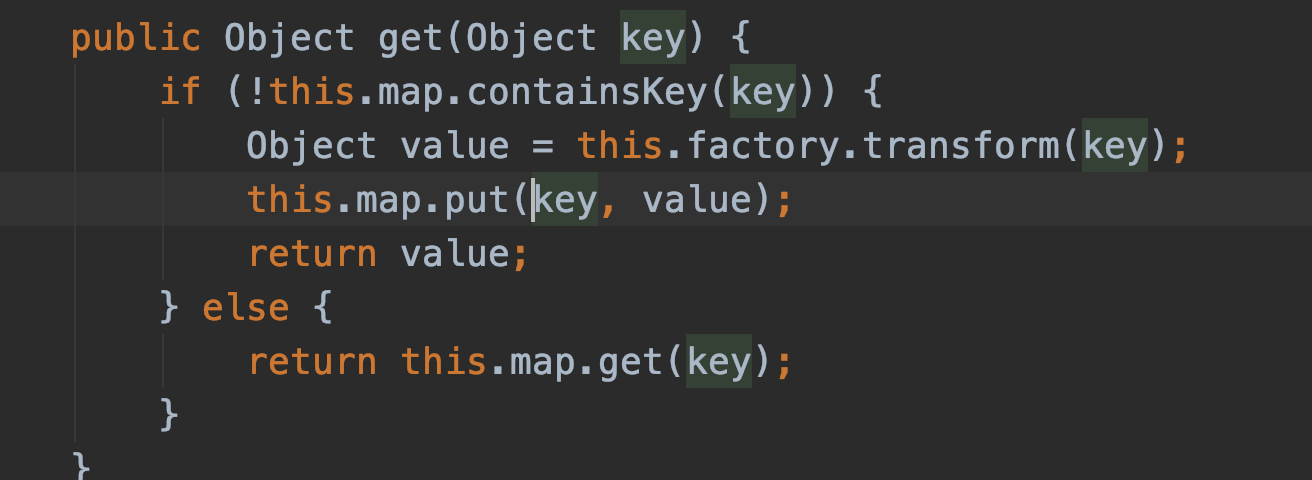 public Object get(Object key) {
if (!this.map.containsKey(key)) {
Object value = this.factory.transform(key);
this.map.put(key, value);
return value;
} else {
return this.map.get(key);
}
}